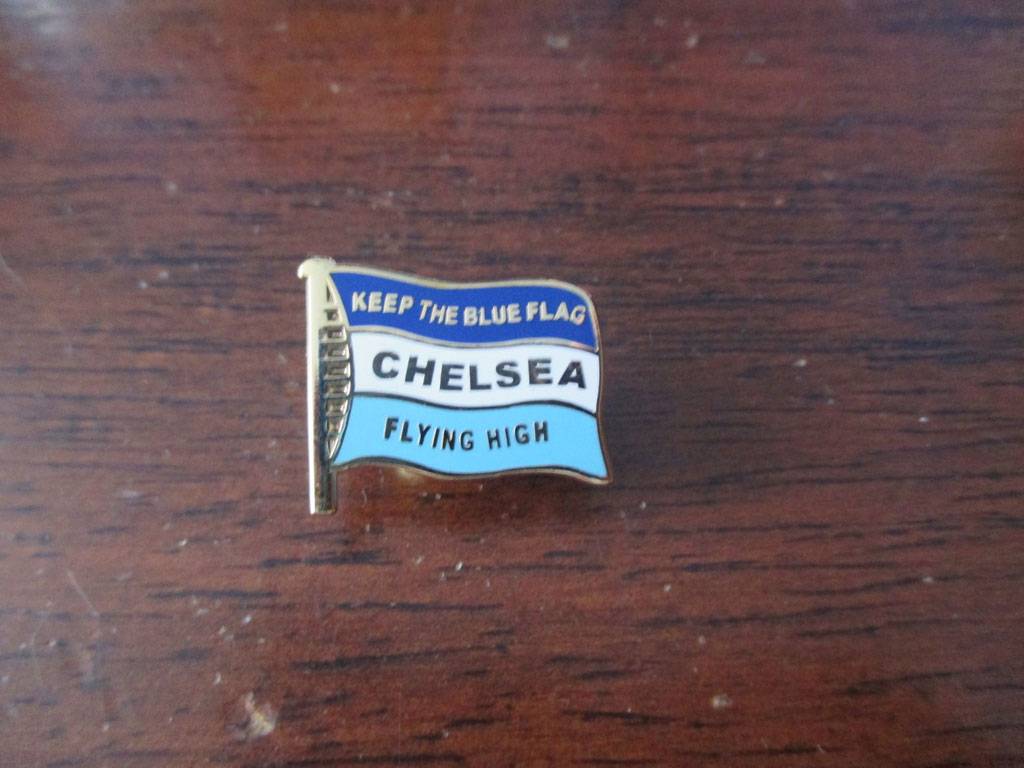 KEEP THE BLUE FLAG
CHELSEA
FLYING HIGH